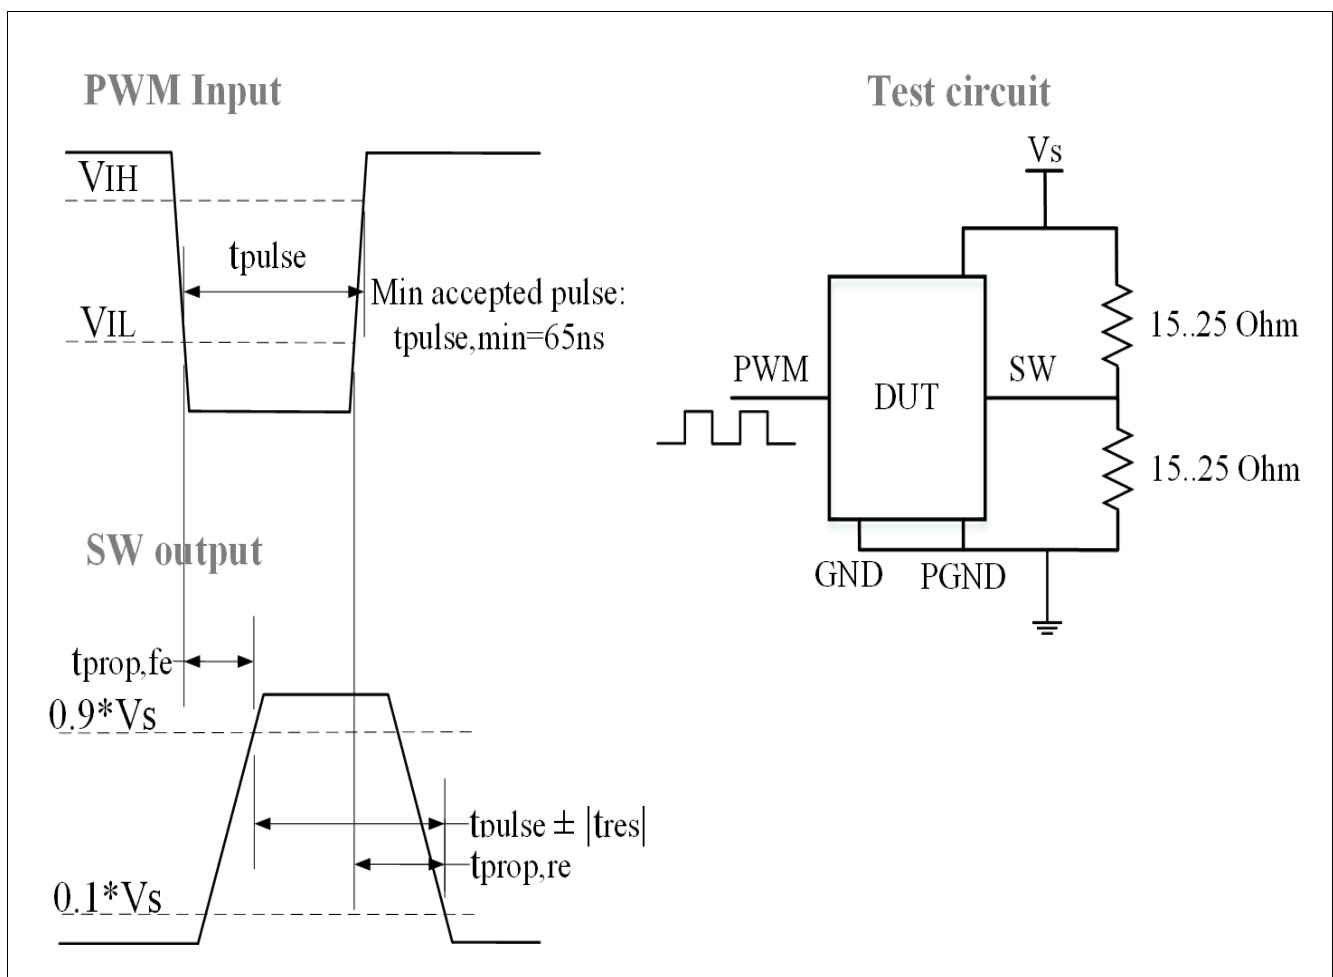 PWM Input
VIH
tpulse
Min accepted pulse:
tpulse,min=65ns
VIL
SW output
tprop,fe
0.9*Vs
tpulse ± |tres|
tprop,re
0.1*Vs
Test circuit
Vs
15..25 Ohm
PWM
DUT
SW
15..25 Ohm
GND
PGND